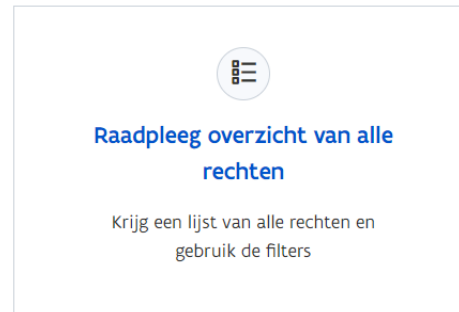 Raadpleeg overzicht van alle
rechten
Krijg een lijst van alle rechten en
gebruik de filters